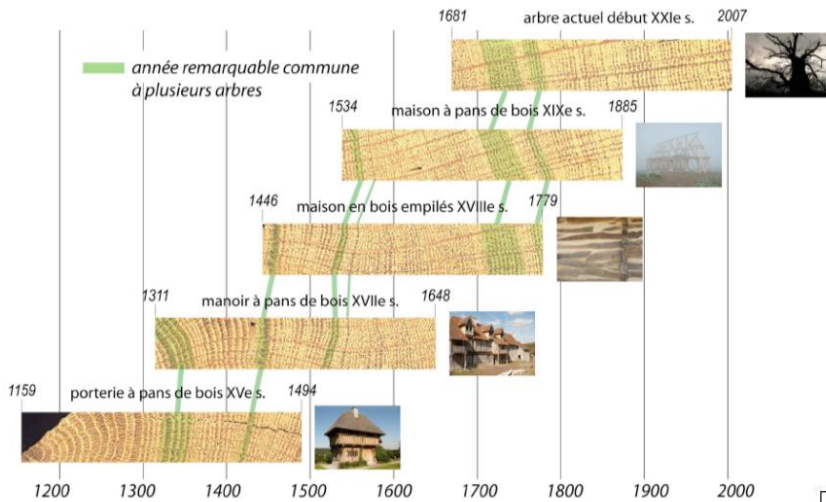 1681 arbre actuel début XXIe s. 2007
année remarquable commune
à plusieurs arbres
1534 maison à pans de bois XIXe s. 1885
1446 maison en bois empilés XVIIIe s. 1779
1311 manoir à pans de bois XVIIe s. 1648
1159 porterie à pans de bois XVe s. 1494
1200 1300 1400 1500 1600 1700 1800 1900 2000